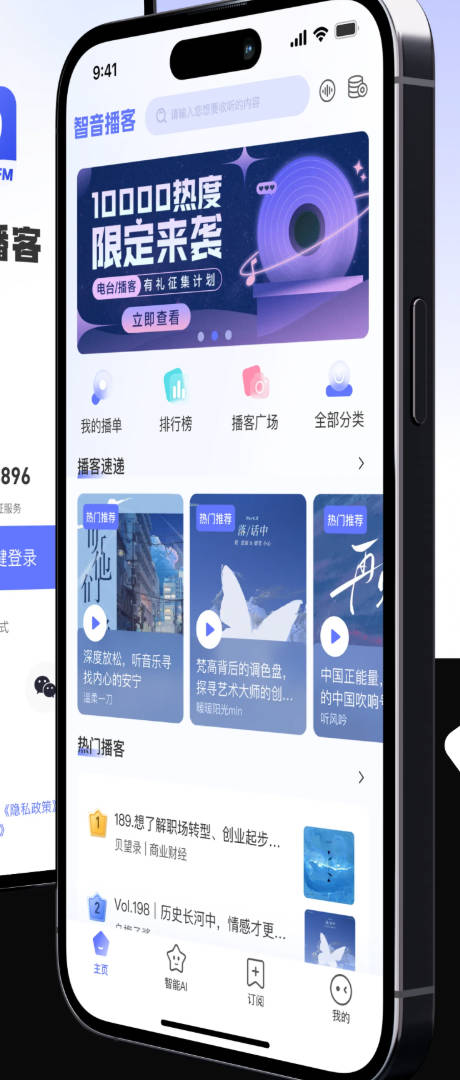 9:41
智音播客
请输入您想要收听的内容
FM
播客
10000热度
限定来袭
电台/播客 有礼征集计划
立即查看
我的播单
排行榜
播客广场
全部分类
播客速递
896
证服务
键登录
式
《隐私政策》
》
热门推荐
深度放松，听音乐寻
找内心的安宁
温柔一刀
热门推荐
落/话中
梵高背后的调色盘，
探寻艺术大师的创...
暖暖阳光min
热门推荐
中国正能量，
的中国吹响号
听风吟
热门播客
1
189.想了解职场转型、创业起步...
贝望录 | 商业财经
2
Vol.198 | 历史长河中，情感才更...
主页
智能AI
订阅
我的